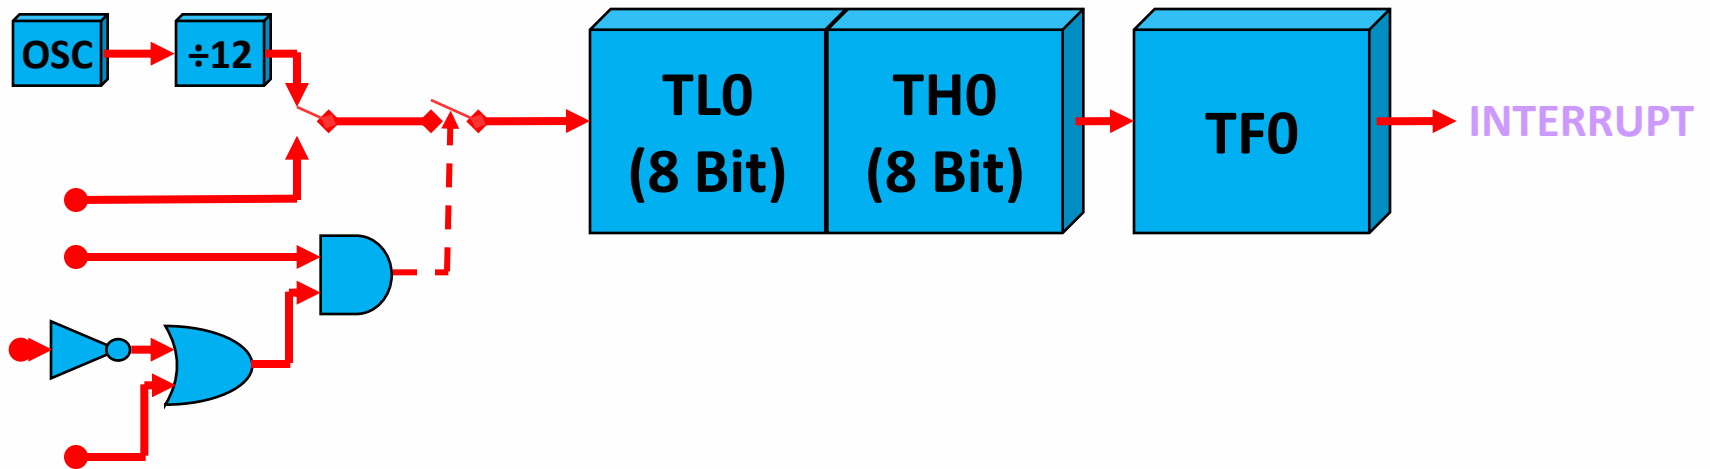 OSC
÷12
TL0
(8 Bit)
TH0
(8 Bit)
TF0
INTERRUPT